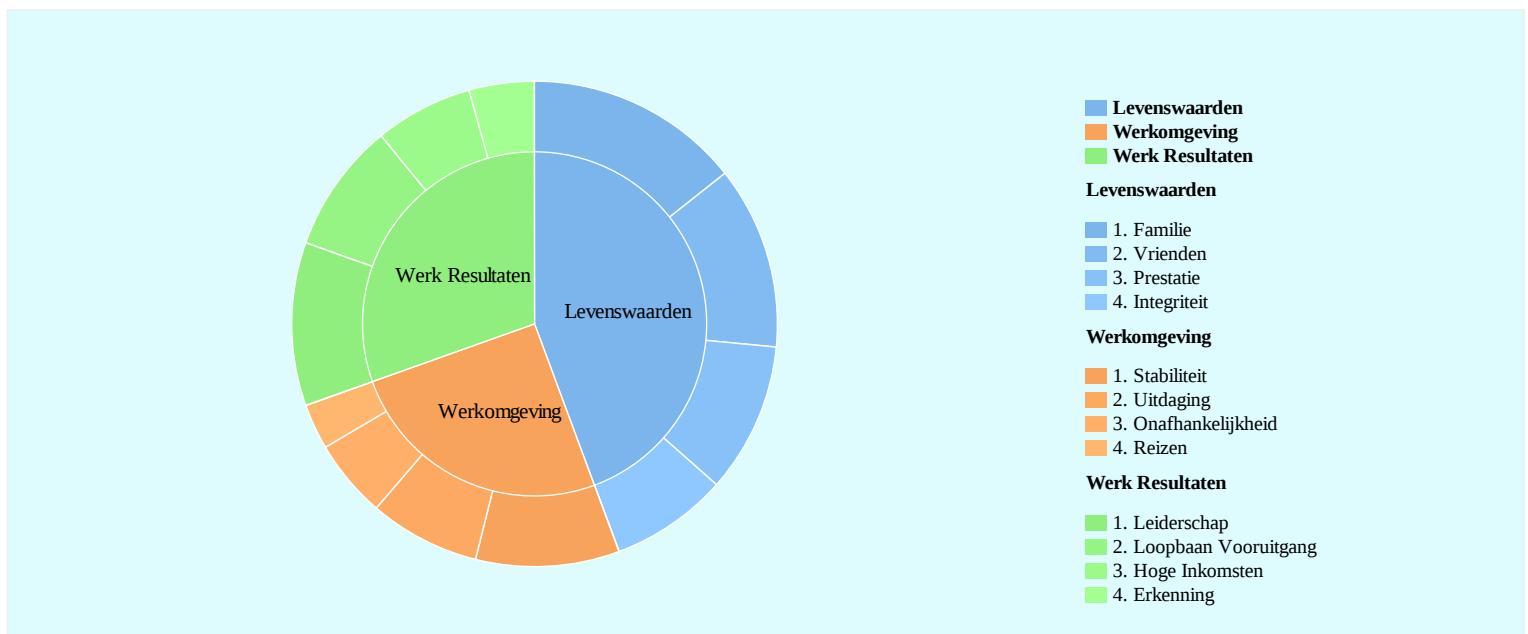 Werk Resultaten
Levenswaarden
Werkomgeving
Levenswaarden
Werkomgeving
Werk Resultaten
Levenswaarden
1. Familie
2. Vrienden
3. Prestatie
4. Integriteit
Werkomgeving
1. Stabiliteit
2. Uitdaging
3. Onafhankelijkheid
4. Reizen
Werk Resultaten
1. Leiderschap
2. Loopbaan Vooruitgang
3. Hoge Inkomsten
4. Erkenning